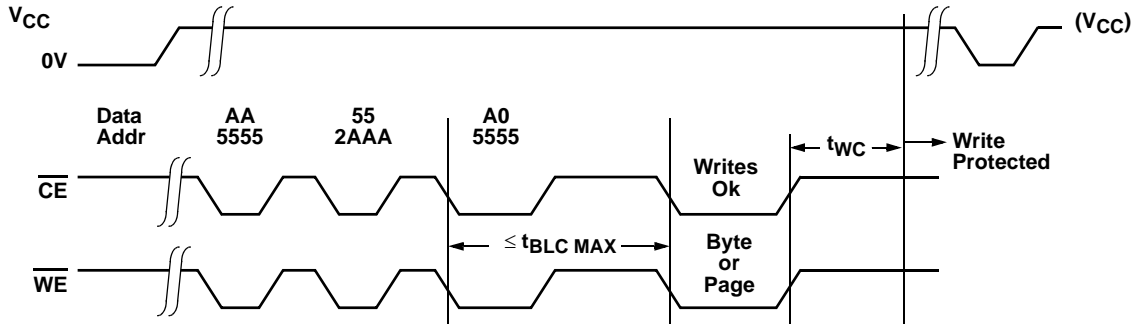 VCC
(VCC)
0V
Data AA 55 A0
Addr 5555 2AAA 5555
tWC
Write
Protected
CE
Writes
Ok
≤ tBLC MAX
Byte
or
Page
WE